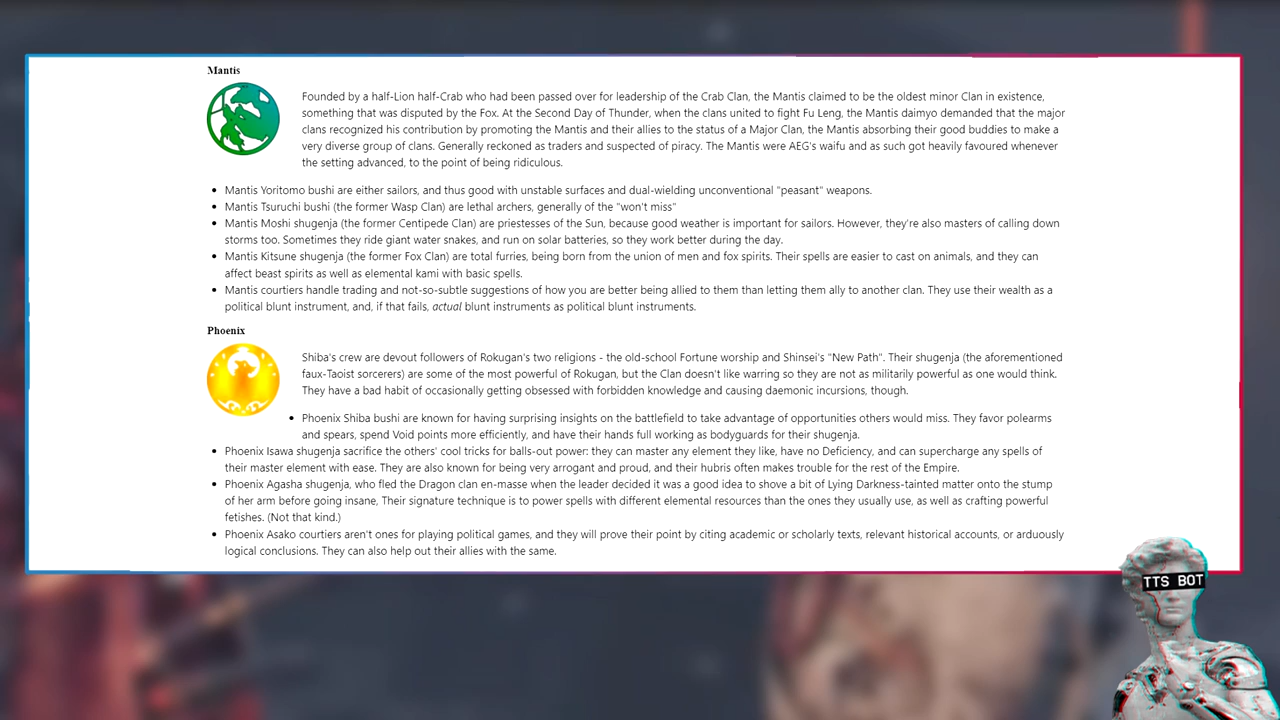 Mantis
Founded by a half-Lion half-Crab who had been passed over for leadership of the Crab Clan, the Mantis claimed to be the oldest minor Clan in existence,
something that was disputed by the Fox. At the Second Day of Thunder, when the clans united to fight Fu Leng, the Mantis daimyo demanded that the major
clans recognized his contribution by promoting the Mantis and their allies to the status of a Major Clan, the Mantis absorbing their good buddies to make a
very diverse group of clans. Generally reckoned as traders and suspected of piracy. The Mantis were AEG's waifu and as such got heavily favoured whenever
the setting advanced, to the point of being ridiculous.
• Mantis Yoritomo bushi are either sailors, and thus good with unstable surfaces and dual-wielding unconventional "peasant" weapons.
• Mantis Tsuruchi bushi (the former Wasp Clan) are lethal archers, generally of the "won't miss"
• Mantis Moshi shugenja (the former Centipede Clan) are priestesses of the Sun, because good weather is important for sailors. However, they're also masters of calling down
storms too. Sometimes they ride giant water snakes, and run on solar batteries, so they work better during the day.
• Mantis Kitsune shugenja (the former Fox Clan) are total furries, being born from the union of men and fox spirits. Their spells are easier to cast on animals, and they can
affect beast spirits as well as elemental kami with basic spells.
• Mantis courtiers handle trading and not-so-subtle suggestions of how you are better being allied to them than letting them ally to another clan. They use their wealth as a
political blunt instrument, and, if that fails, actual blunt instruments as political blunt instruments.
Phoenix
Shiba's crew are devout followers of Rokugan's two religions - the old-school Fortune worship and Shinsei's "New Path". Their shugenja (the aforementioned
faux-Taoist sorcerers) are some of the most powerful of Rokugan, but the Clan doesn't like warring so they are not as militarily powerful as one would think.
They have a bad habit of occasionally getting obsessed with forbidden knowledge and causing daemonic incursions, though.
• Phoenix Shiba bushi are known for having surprising insights on the battlefield to take advantage of opportunities others would miss. They favor polearms
and spears, spend Void points more efficiently, and have their hands full working as bodyguards for their shugenja.
• Phoenix Isawa shugenja sacrifice the others' cool tricks for balls-out power: they can master any element they like, have no Deficiency, and can supercharge any spells of
their master element with ease. They are also known for being very arrogant and proud, and their hubris often makes trouble for the rest of the Empire.
• Phoenix Agasha shugenja, who fled the Dragon clan en-masse when the leader decided it was a good idea to shove a bit of Lying Darkness-tainted matter onto the stump
of her arm before going insane, Their signature technique is to power spells with different elemental resources than the ones they usually use, as well as crafting powerful
fetishes. (Not that kind.)
• Phoenix Asako courtiers aren't ones for playing political games, and they will prove their point by citing academic or scholarly texts, relevant historical accounts, or arduously
logical conclusions. They can also help out their allies with the same.
TTS BOT